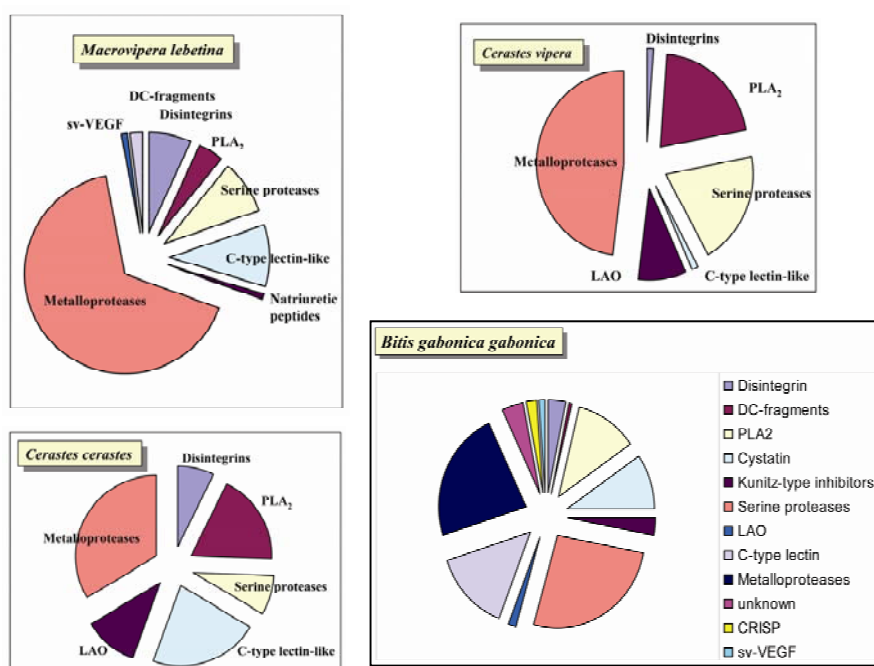 Macrovipera lebetina
DC-fragments
Disintegrins
sv-VEGF
PLA₂
Serine proteases
C-type lectin-like
Natriuretic
peptides
Metalloproteases
Cerastes vipera
Disintegrins
PLA₂
Metalloproteases
Serine proteases
LAO
C-type lectin-like
Cerastes cerastes
Disintegrins
PLA₂
Metalloproteases
Serine proteases
LAO
C-type lectin-like
Bitis gabonica gabonica
Disintegrin
DC-fragments
PLA2
Cystatin
Kunitz-type inhibitors
Serine proteases
LAO
C-type lectin
Metalloproteases
unknown
CRISP
sv-VEGF